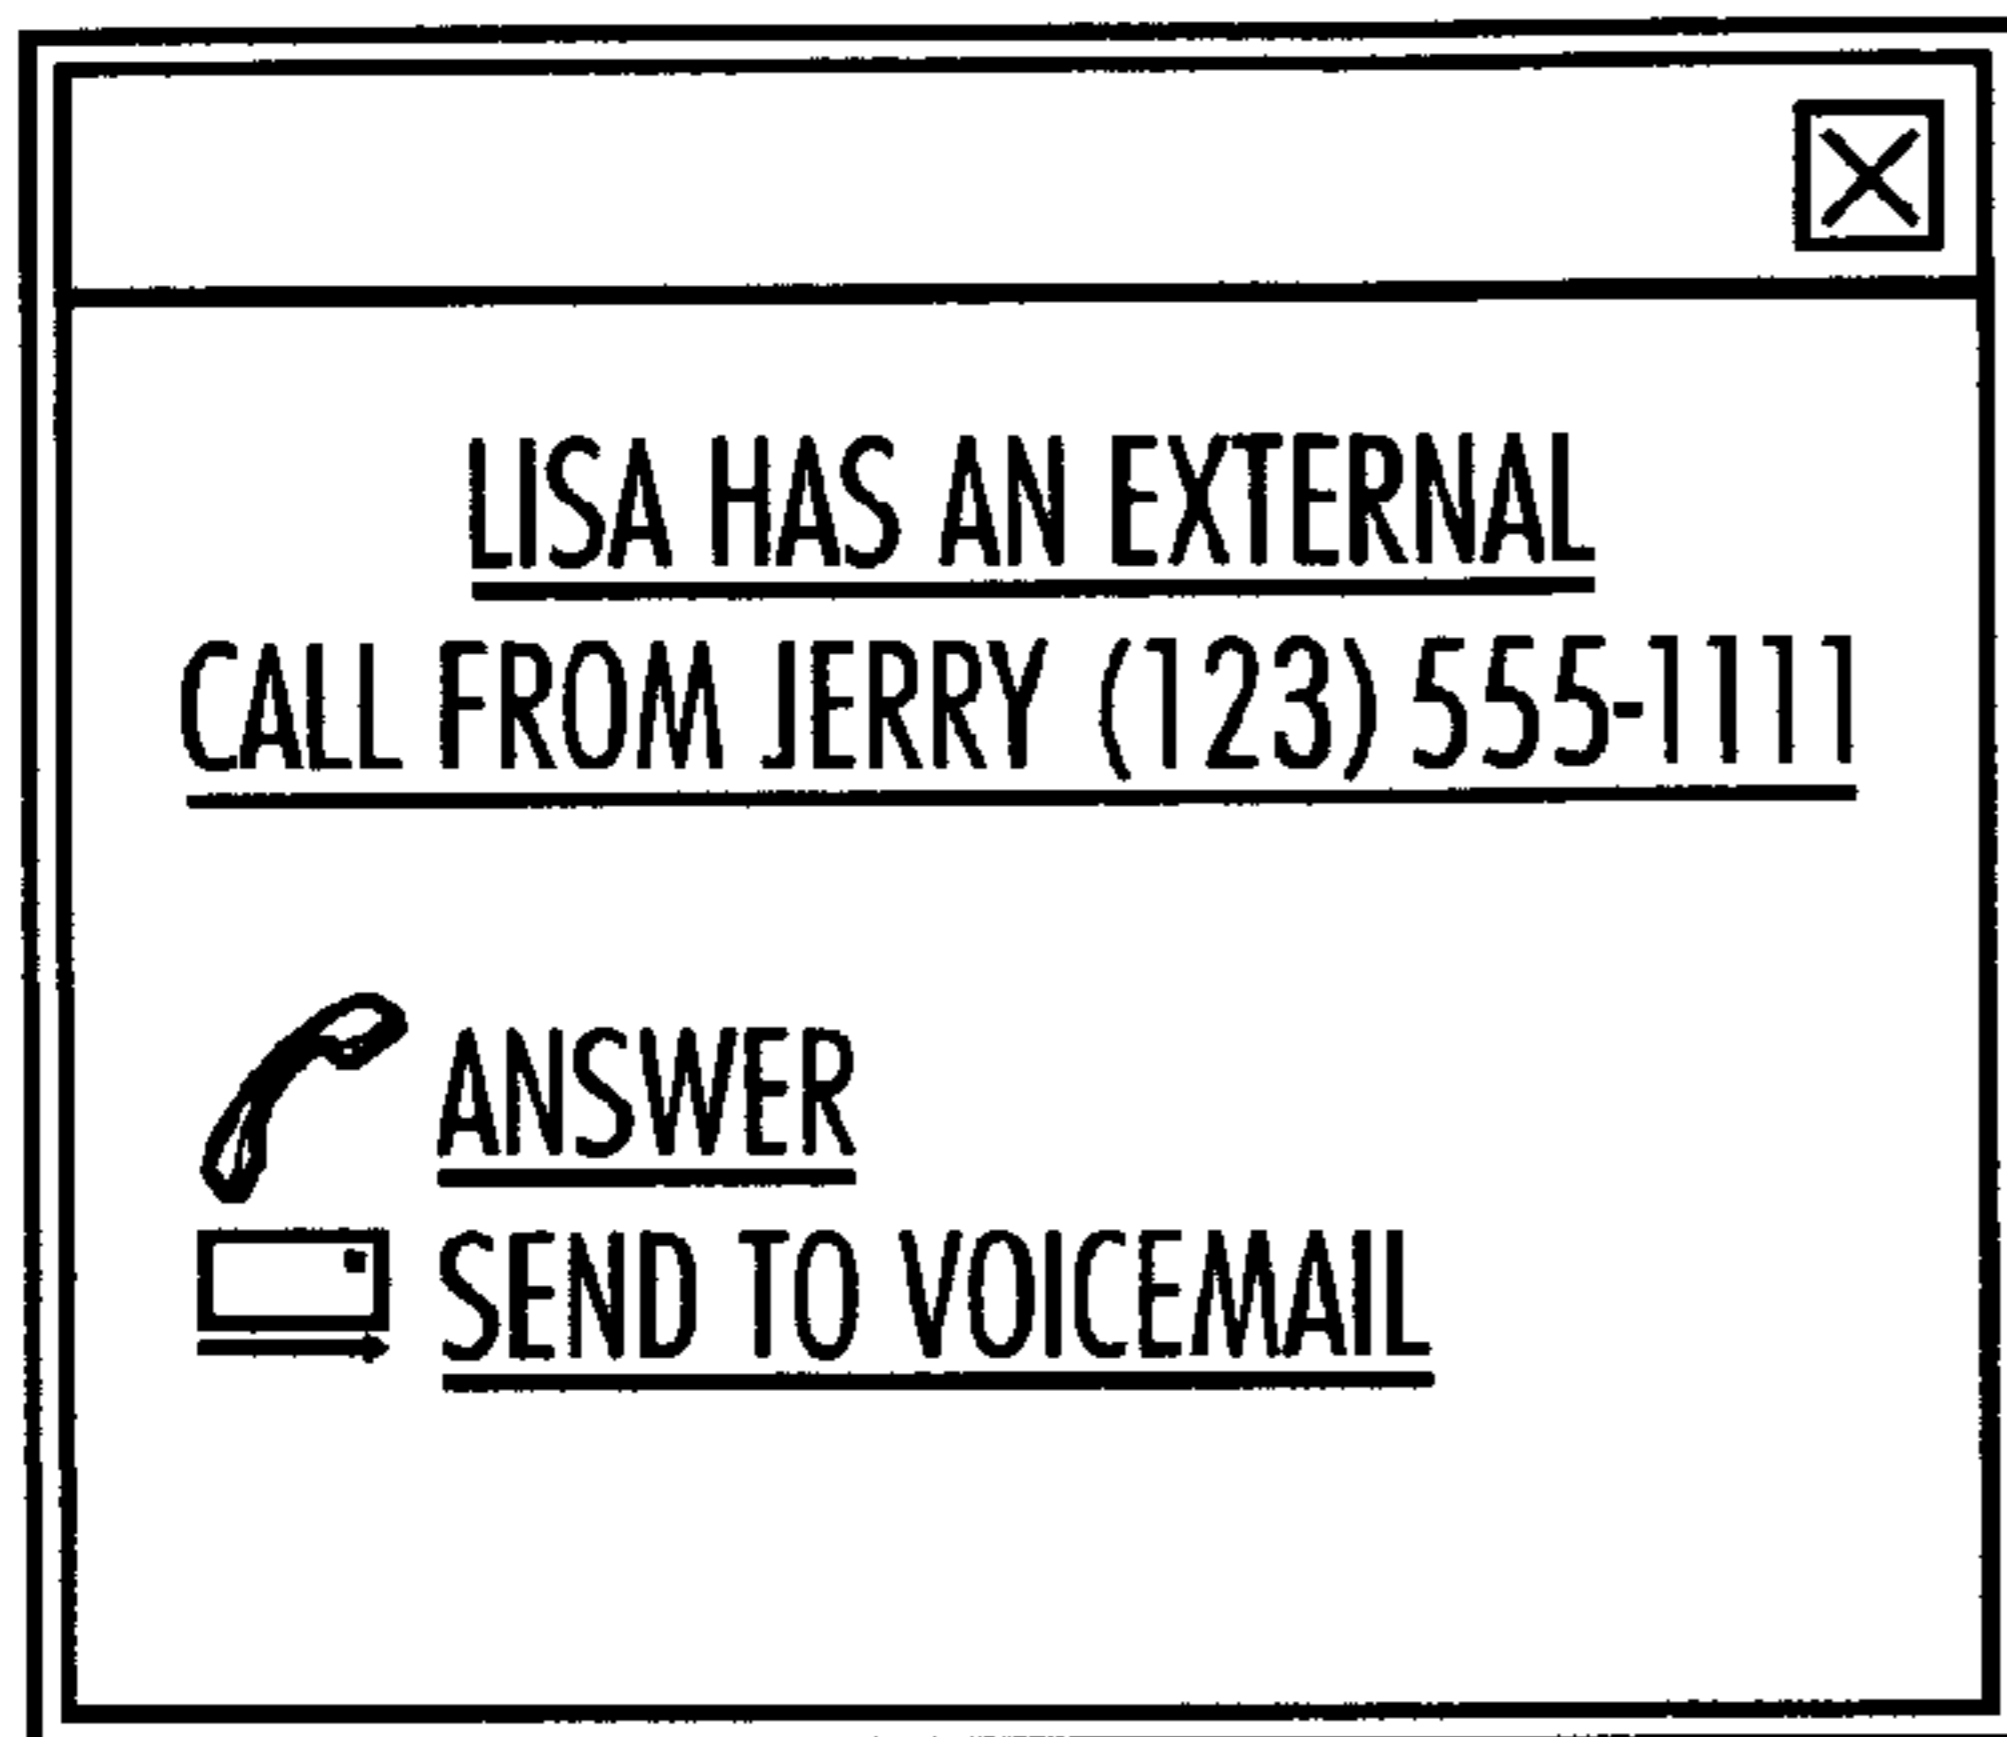 LISA HAS AN EXTERNAL
CALL FROM JERRY (123) 555-1111
ANSWER
SEND TO VOICEMAIL